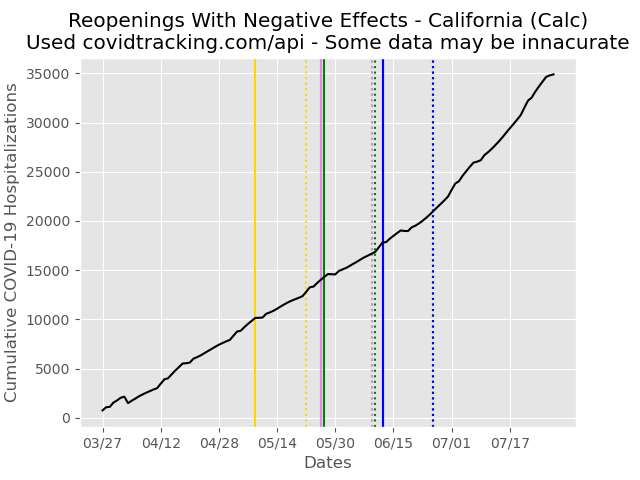 Reopenings With Negative Effects - California (Calc)
Used covidtracking.com/api - Some data may be innacurate
Cumulative COVID-19 Hospitalizations
35000
30000
25000
20000
15000
10000
5000
0
03/27 04/12 04/28 05/14 05/30 06/15 07/01 07/17
Dates